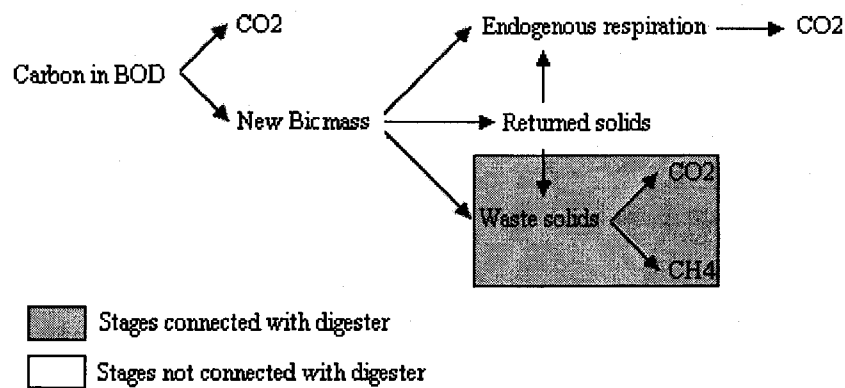 CO2
Endogenous respiration
CO2
Carbon in BOD
New Biomass
Returned solids
CO2
Waste solids
CH4
Stages connected with digester
Stages not connected with digester